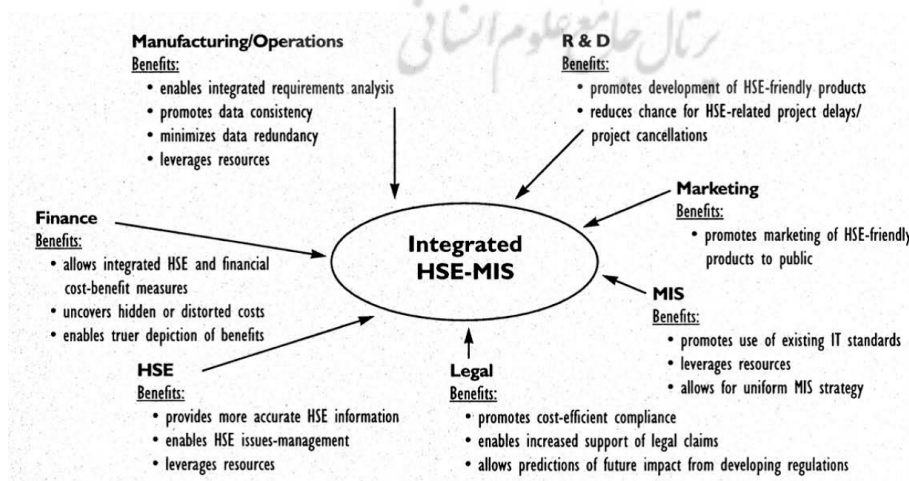 پرتال جامع علوم انسانی
Manufacturing/Operations
Benefits:
• enables integrated requirements analysis
• promotes data consistency
• minimizes data redundancy
• leverages resources
R & D
Benefits:
• promotes development of HSE-friendly products
• reduces chance for HSE-related project delays/
project cancellations
Marketing
Benefits:
• promotes marketing of HSE-friendly
products to public
Finance
Benefits:
• allows integrated HSE and financial
cost-benefit measures
• uncovers hidden or distorted costs
• enables truer depiction of benefits
Integrated
HSE-MIS
MIS
Benefits:
• promotes use of existing IT standards
• leverages resources
• allows for uniform MIS strategy
HSE
Benefits:
• provides more accurate HSE information
• enables HSE issues-management
• leverages resources
Legal
Benefits:
• promotes cost-efficient compliance
• enables increased support of legal claims
• allows predictions of future impact from developing regulations